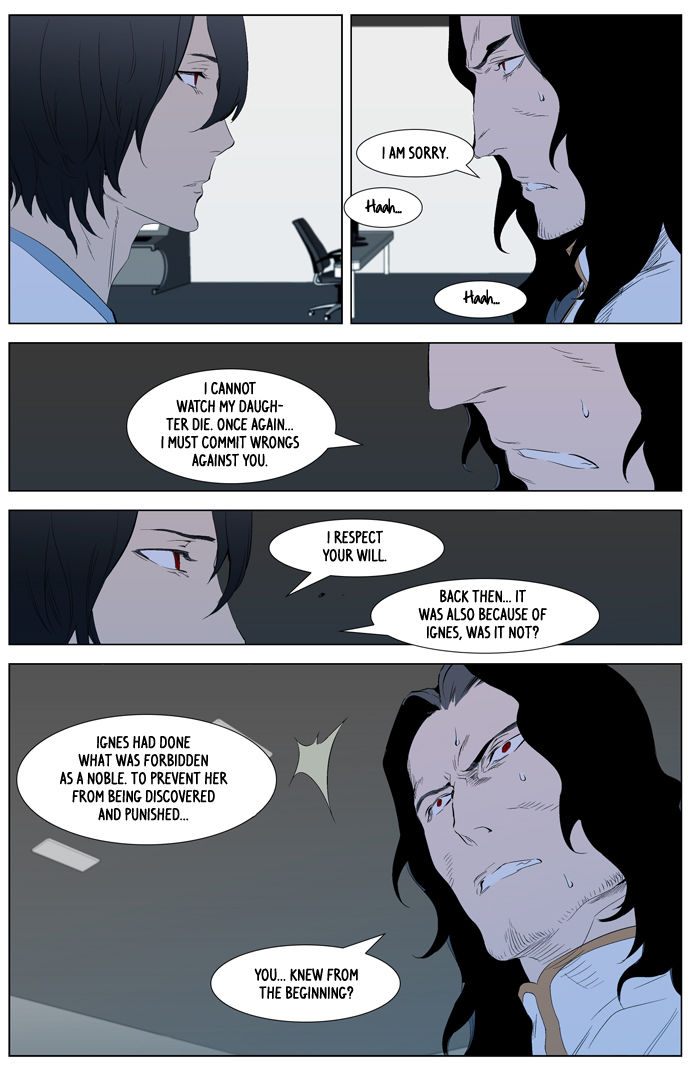 I AM SORRY.
Haah...
Haah...
I CANNOT
WATCH MY DAUGH-
TER DIE. ONCE AGAIN...
I MUST COMMIT WRONGS
AGAINST YOU.
I RESPECT
YOUR WILL.
BACK THEN... IT
WAS ALSO BECAUSE OF
IGNES, WAS IT NOT?
IGNES HAD DONE
WHAT WAS FORBIDDEN
AS A NOBLE. TO PREVENT HER
FROM BEING DISCOVERED
AND PUNISHED...
YOU... KNEW FROM
THE BEGINNING?